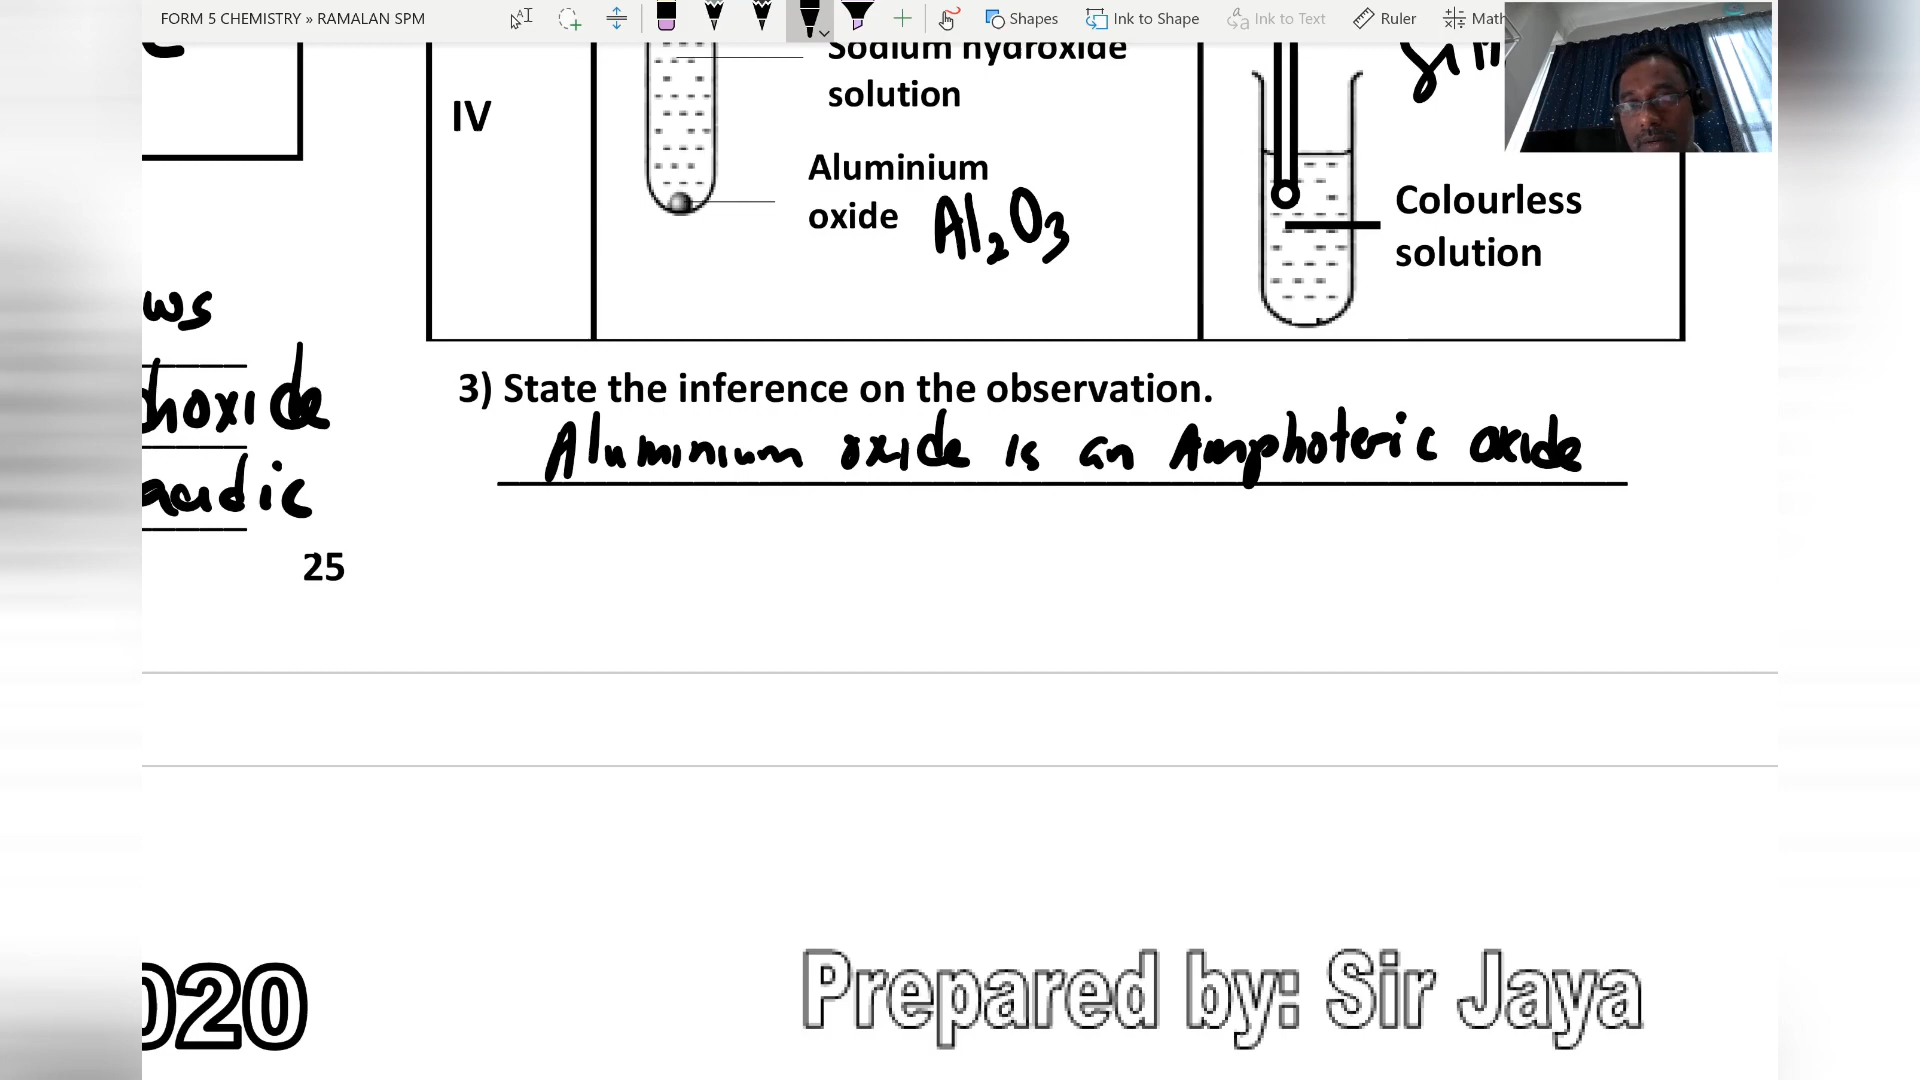 FORM 5 CHEMISTRY » RAMALAN SPM
Shapes
Ink to Shape
Ink to Text
Ruler
Math
Sodium hydroxide
solution
IV
Aluminium
oxide Al₂O₃
Colourless
solution
ws
hoxide
acidic
25
3) State the inference on the observation.
Aluminium oxide is an Amphoteric oxide
020
Prepared by: Sir Jaya